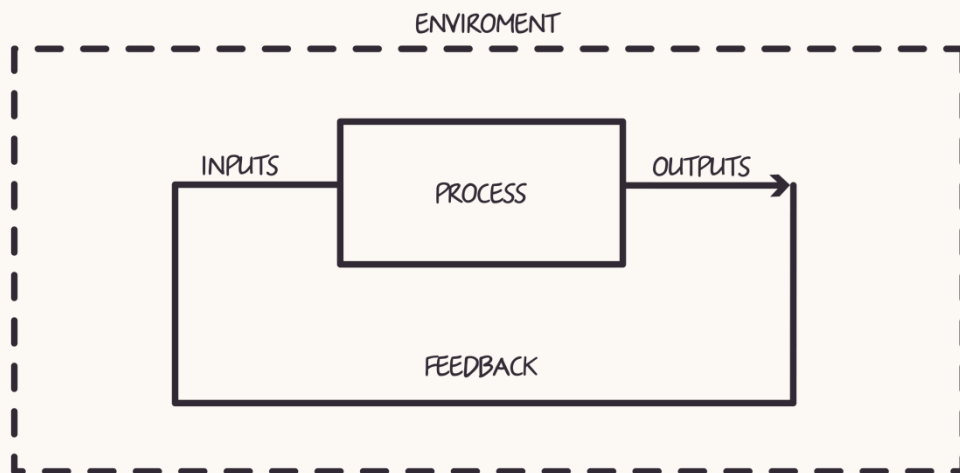 ENVIROMENT
INPUTS
OUTPUTS
PROCESS
FEEDBACK